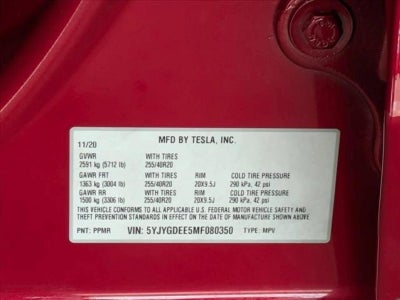 MFD BY TESLA, INC.
11/20
GVWR WITH TIRES
2591 kg (5712 lb) 255/40R20
GAWR FRT WITH TIRES RIM COLD TIRE PRESSURE
1363 kg (3004 lb) 255/40R20 20X9.5J 290 kPa, 42 psi
GAWR RR WITH TIRES RIM COLD TIRE PRESSURE
1500 kg (3306 lb) 255/40R20 20X9.5J 290 kPa, 42 psi
THIS VEHICLE CONFORMS TO ALL APPLICABLE U.S. FEDERAL MOTOR VEHICLE SAFETY AND
THEFT PREVENTION STANDARDS IN EFFECT ON THE DATE OF MANUFACTURE SHOWN ABOVE.
PNT: PPMR VIN: 5YJYGDEE5MF080350 TYPE: MPV